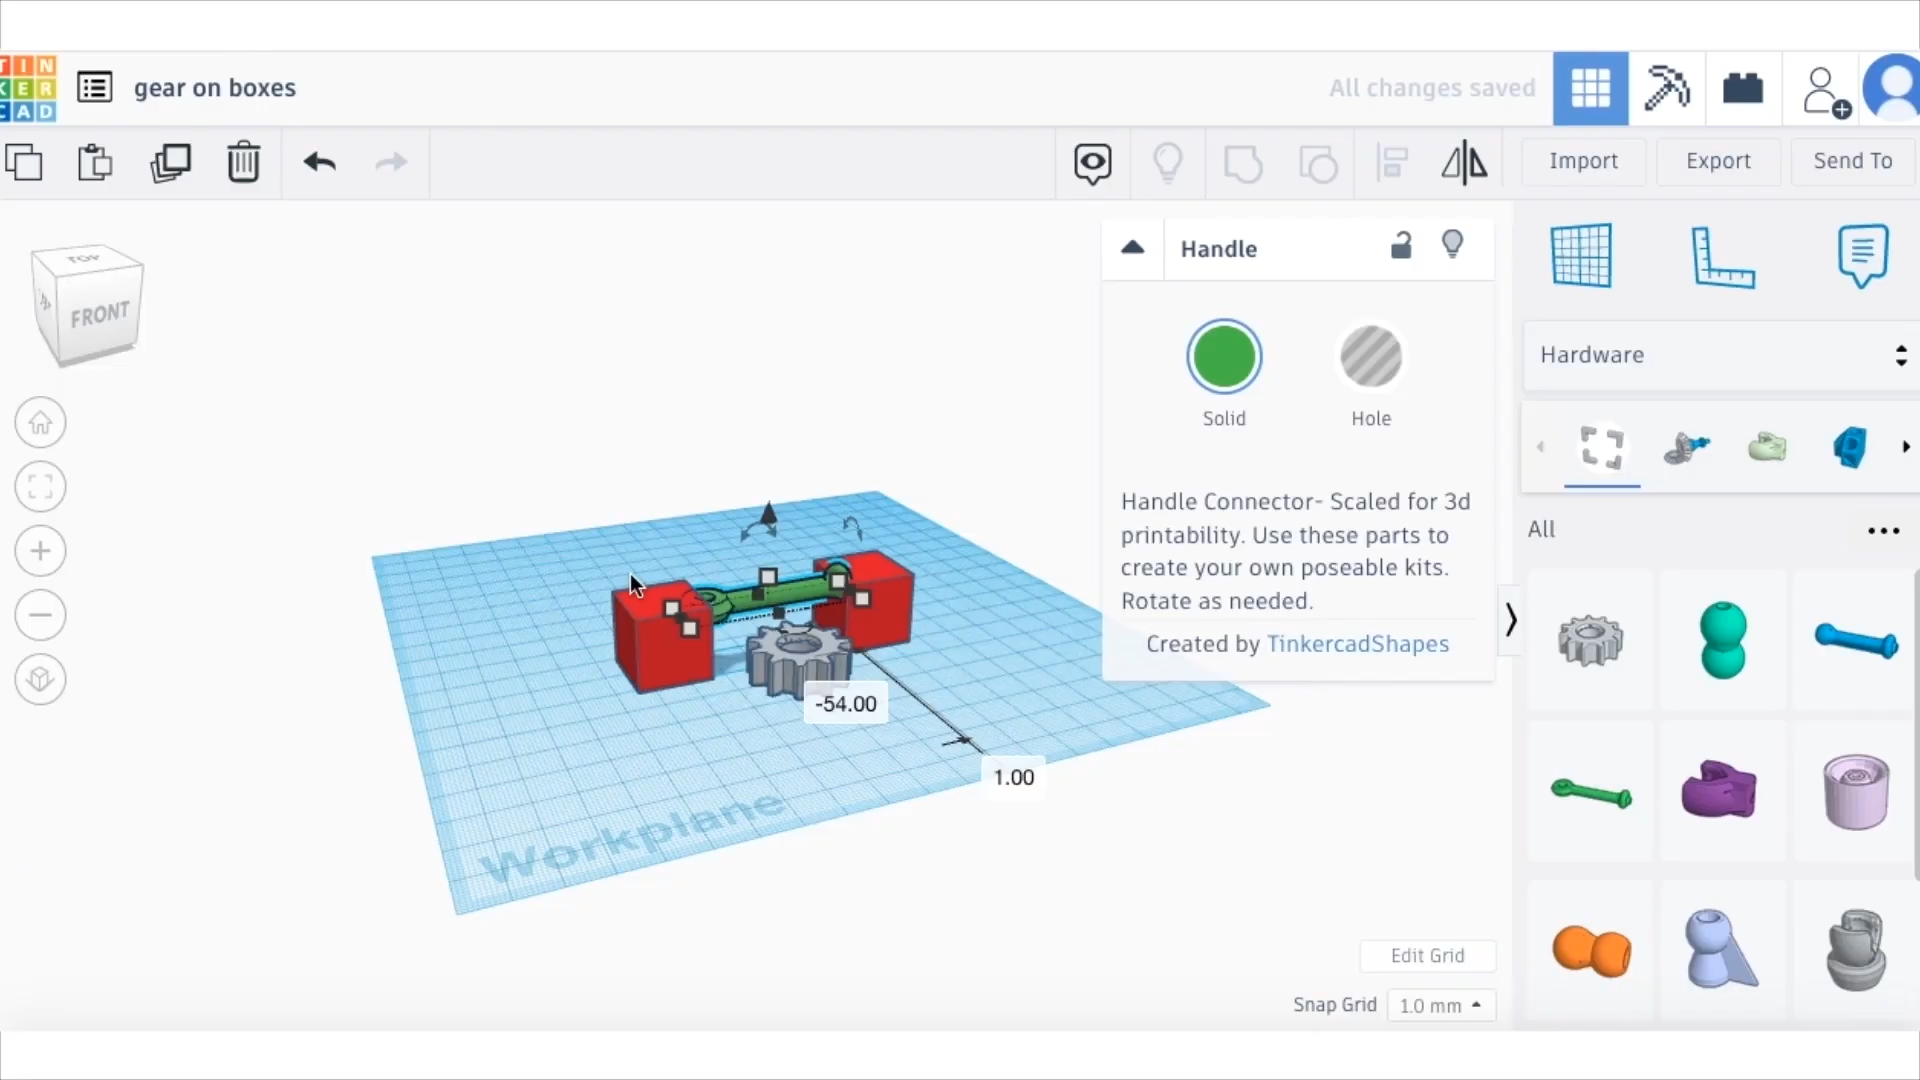 TIN
KER
CAD
gear on boxes
All changes saved
Import
Export
Send To
TOP
FRONT
Handle
Solid
Hole
Handle Connector- Scaled for 3d
printability. Use these parts to
create your own poseable kits.
Rotate as needed.
Created by TinkercadShapes
Hardware
All
-54.00
1.00
Workplane
Edit Grid
Snap Grid
1.0 mm